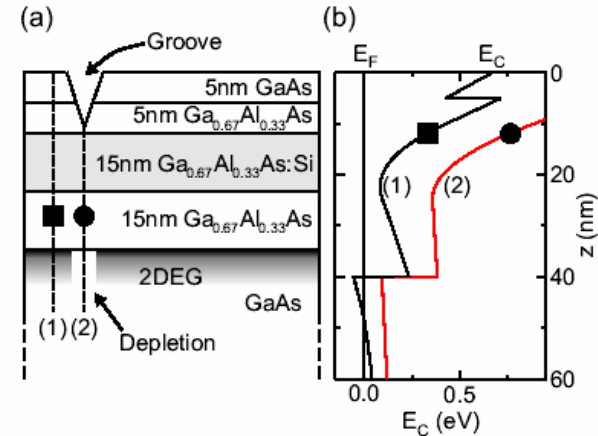 (a)
Groove
5nm GaAs
5nm Ga0.67Al0.33As
15nm Ga0.67Al0.33As:Si
15nm Ga0.67Al0.33As
2DEG
GaAs
(1) (2)
Depletion
(b)
EF EC
0
20
40
60
z (nm)
(1) (2)
0.0 0.5
EC (eV)